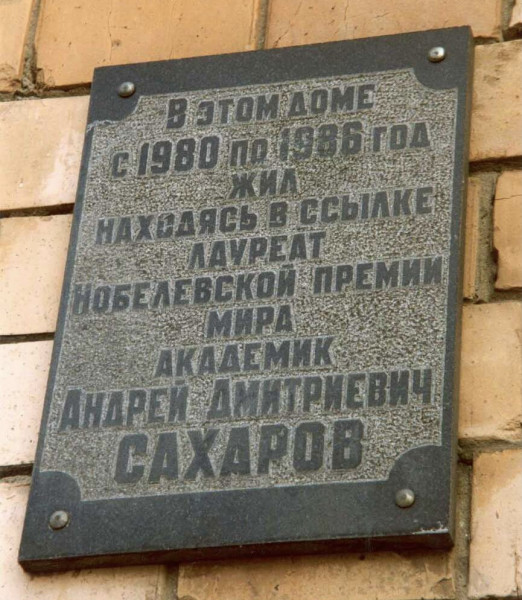 В ЭТОМ ДОМЕ
С 1980 ПО 1986 ГОД
ЖИЛ
НАХОДЯСЬ В ССЫЛКЕ
ЛАУРЕАТ
НОБЕЛЕВСКОЙ ПРЕМИИ
МИРА
АКАДЕМИК
АНДРЕЙ ДМИТРИЕВИЧ
САХАРОВ